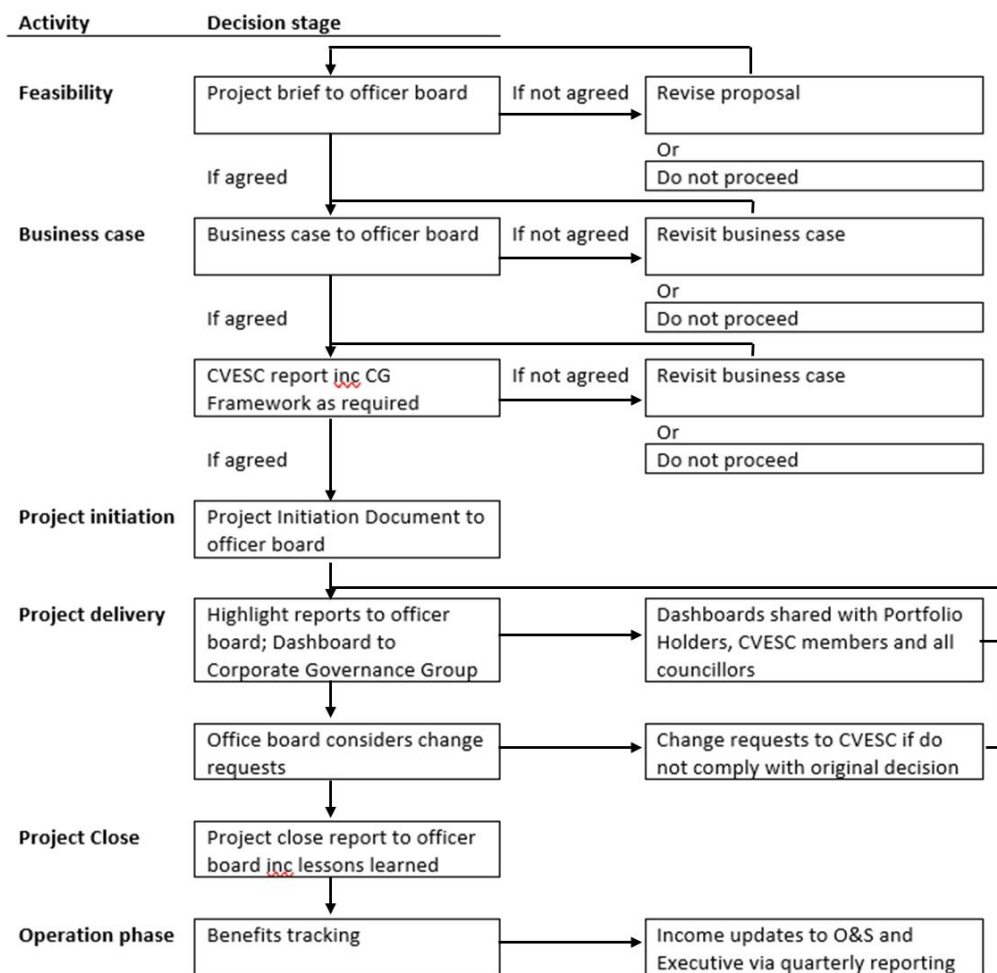 Activity
Decision stage
Feasibility
Project brief to officer board
If not agreed
Revise proposal
Or
Do not proceed
If agreed
Business case
Business case to officer board
If not agreed
Revisit business case
Or
Do not proceed
If agreed
CVESC report inc CG
Framework as required
If not agreed
Revisit business case
Or
Do not proceed
If agreed
Project initiation
Project Initiation Document to
officer board
Project delivery
Highlight reports to officer
board; Dashboard to
Corporate Governance Group
Dashboards shared with Portfolio
Holders, CVESC members and all
councillors
Office board considers change
requests
Change requests to CVESC if do
not comply with original decision
Project Close
Project close report to officer
board inc lessons learned
Operation phase
Benefits tracking
Income updates to O&S and
Executive via quarterly reporting